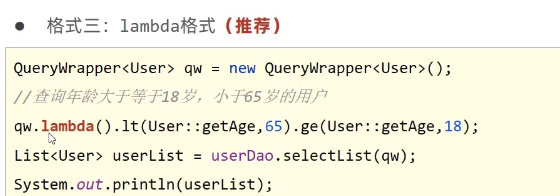 ● 格式三：lambda格式（推荐）
QueryWrapper<User> qw = new QueryWrapper<User>();
//查询年龄大于等于18岁，小于65岁的用户
qw.lambda().lt(User::getAge,65).ge(User::getAge,18);
List<User> userList = userDao.selectList(qw);
System.out.println(userList);